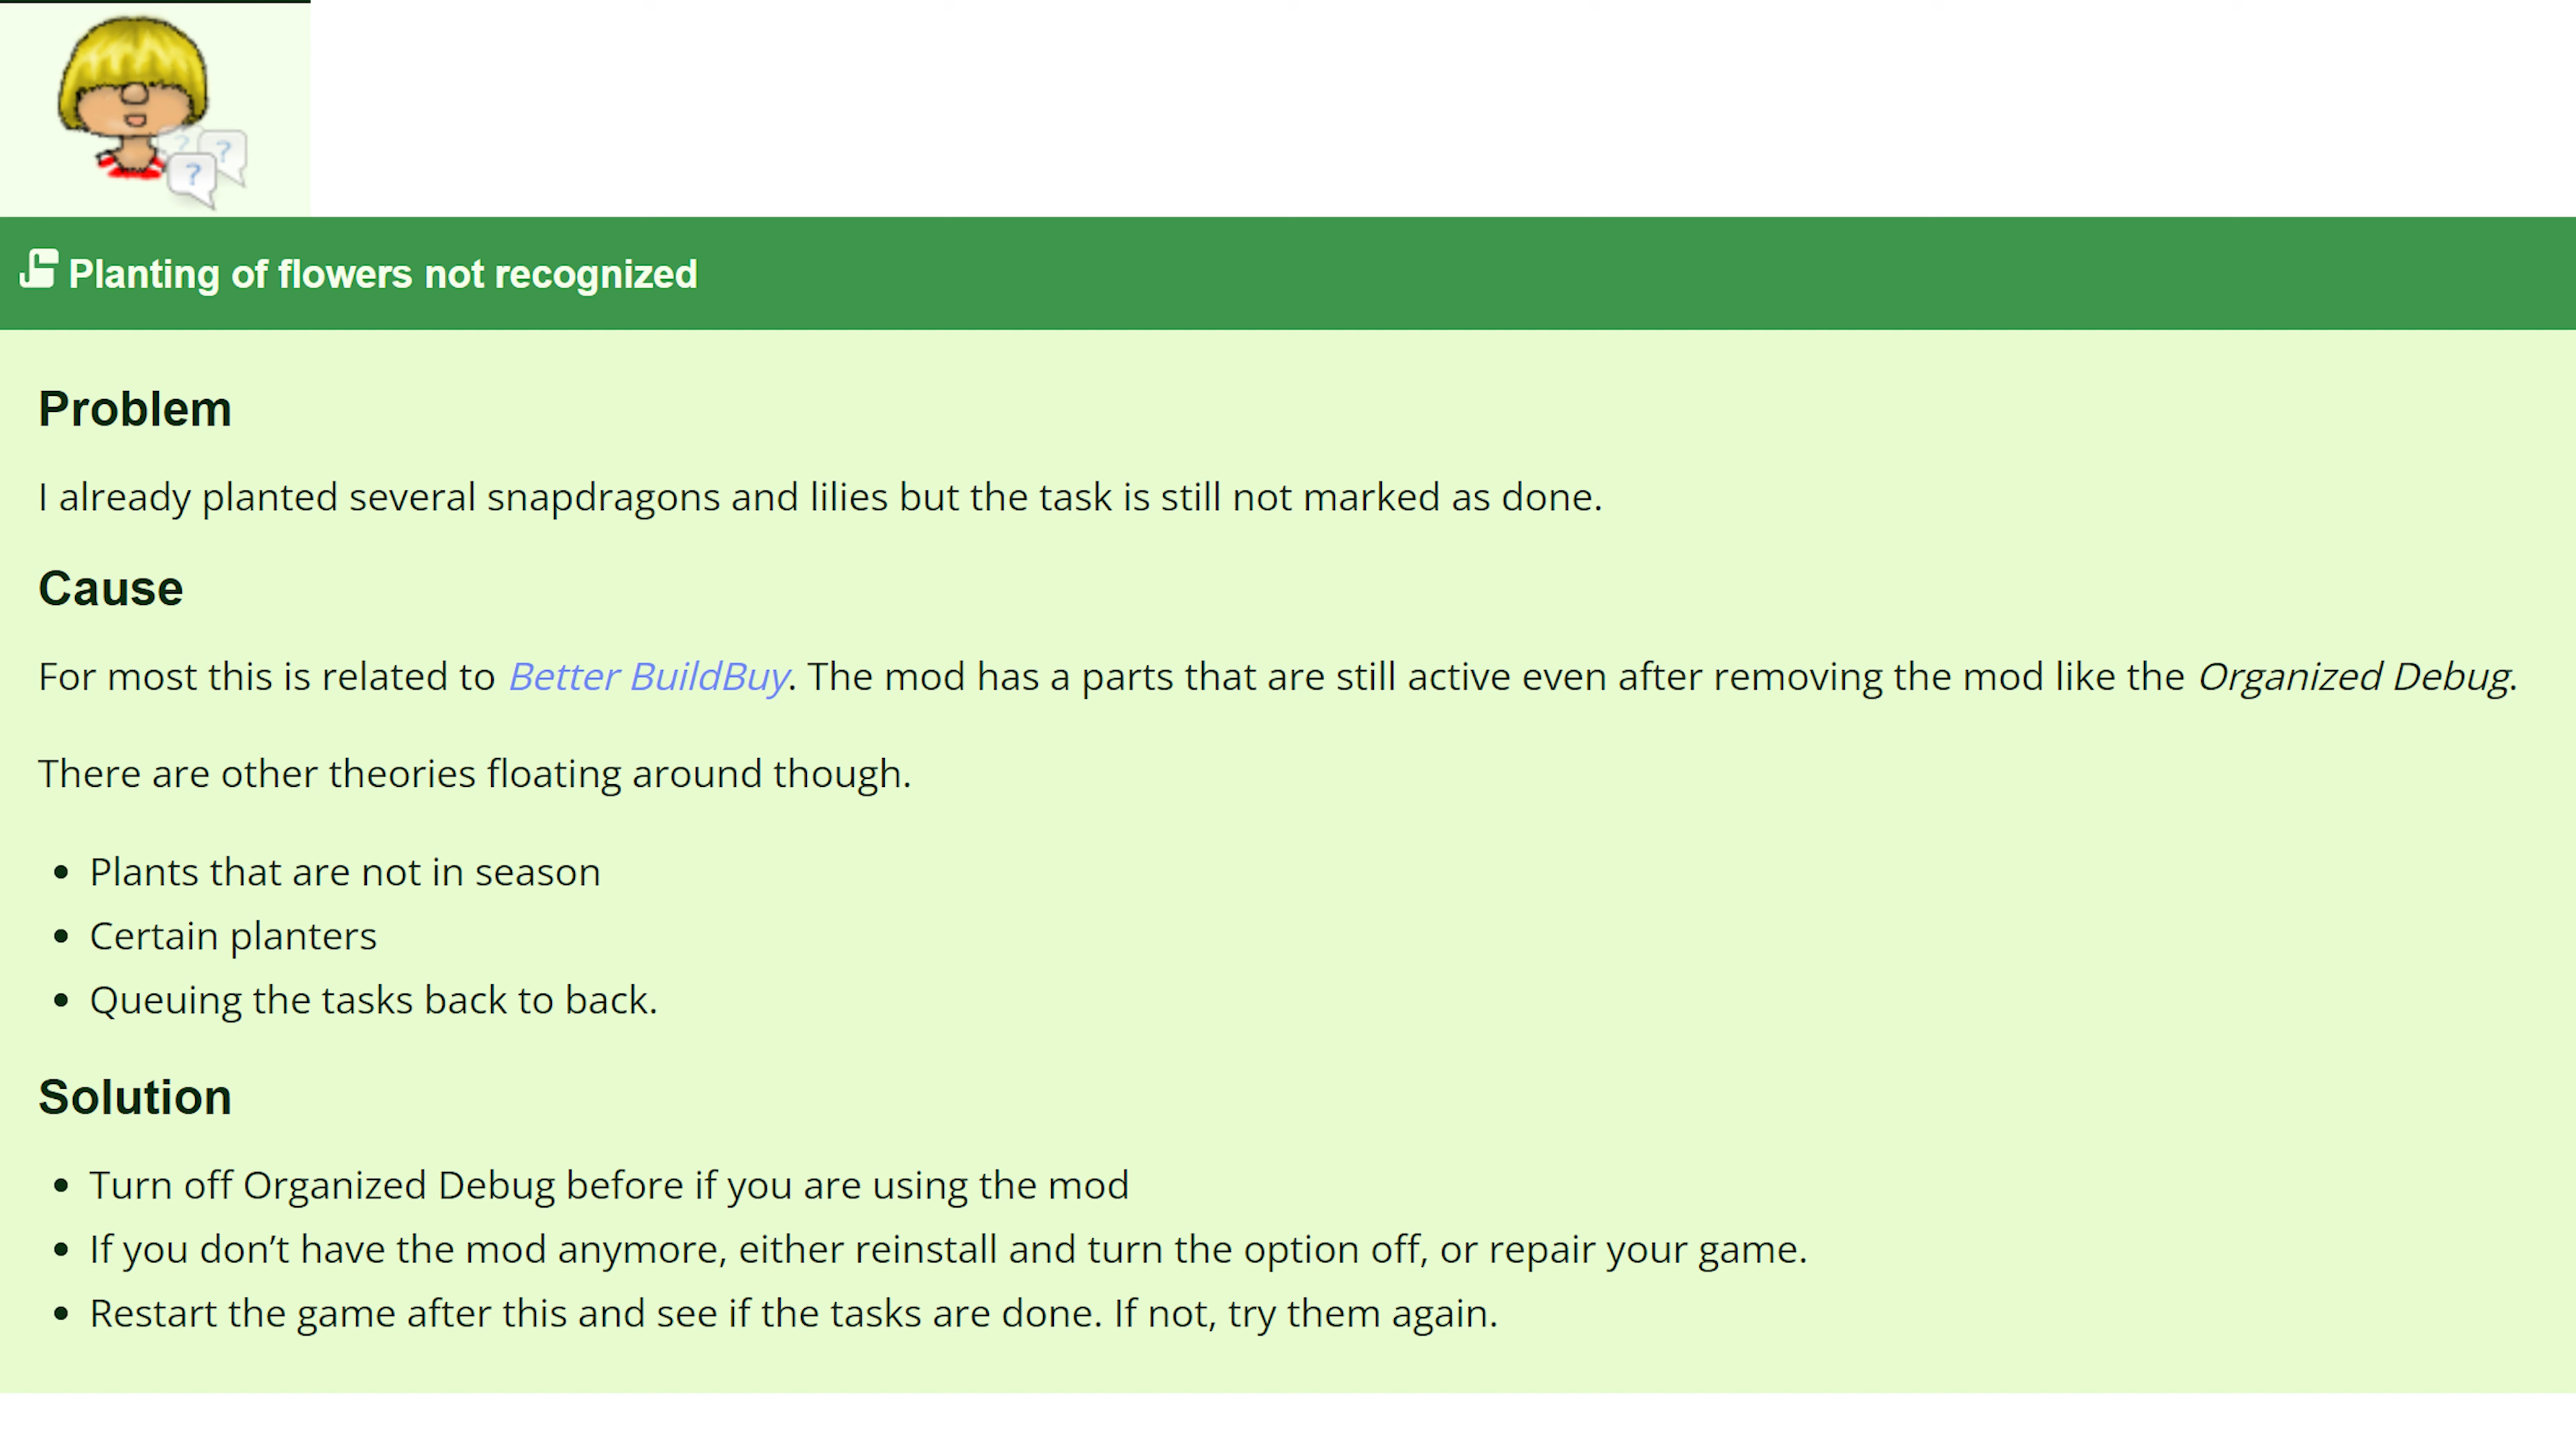 ?
?
?
Planting of flowers not recognized
Problem
I already planted several snapdragons and lilies but the task is still not marked as done.
Cause
For most this is related to Better BuildBuy. The mod has a parts that are still active even after removing the mod like the Organized Debug.
There are other theories floating around though.
• Plants that are not in season
• Certain planters
• Queuing the tasks back to back.
Solution
• Turn off Organized Debug before if you are using the mod
• If you don’t have the mod anymore, either reinstall and turn the option off, or repair your game.
• Restart the game after this and see if the tasks are done. If not, try them again.